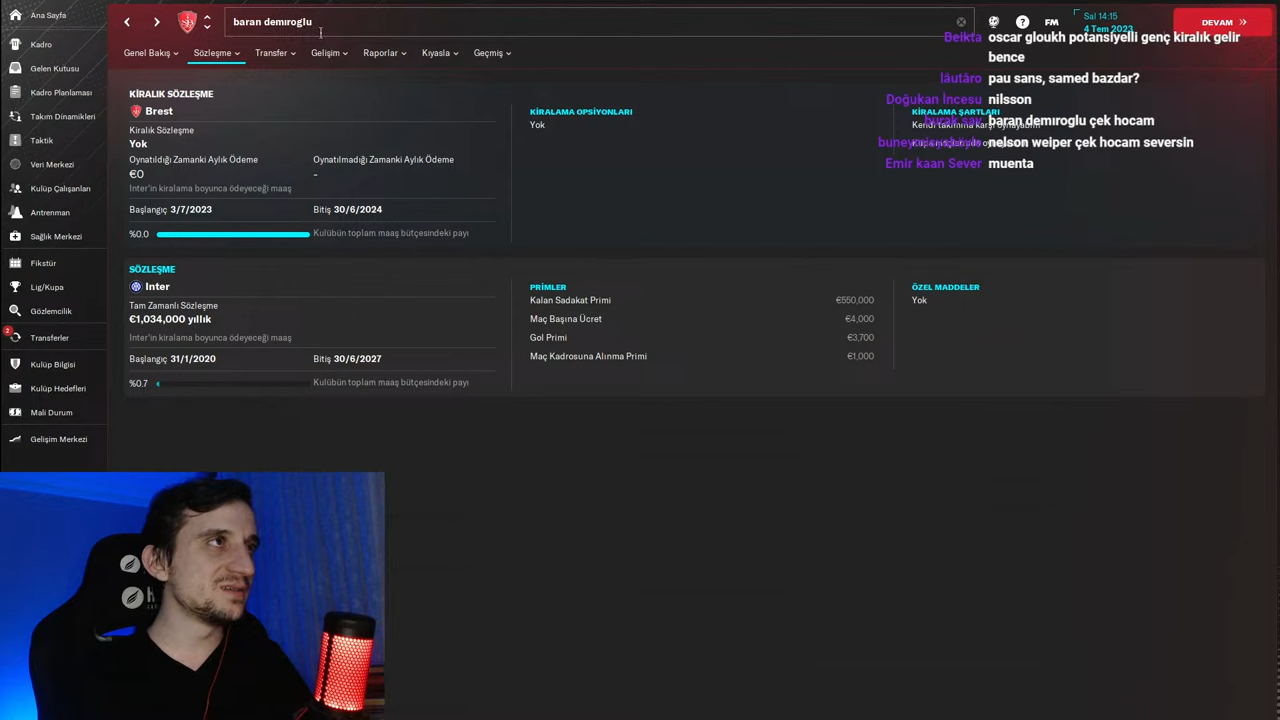 Ana Sayfa
baran demıroglu
FM
Sal 14:15
4 Tem 2023
DEVAM
Kadro
Gelen Kutusu
Kadro Planlaması
Takım Dinamikleri
Taktik
Veri Merkezi
Kulüp Çalışanları
Antrenman
Sağlık Merkezi
Fikstür
Lig/Kupa
Gözlemcilik
2
Transferler
Kulüp Bilgisi
Kulüp Hedefleri
Mali Durum
Gelişim Merkezi
Genel Bakış
Sözleşme
Transfer
Gelişim
Raporlar
Kıyasla
Geçmiş
Beikta oscar gloukh potansiyelli genç kiralık gelir
bence
läutäro pau sans, samed bazdar?
Doğukan İncesu nilsson
burak sav baran demıroglu çek hocam
nelson welper çek hocam seversin
Emir kaan Sever muenta
KİRALIK SÖZLEŞME
Brest
Kiralık Sözleşme
Yok
Oynatıldığı Zamanki Aylık Ödeme
€0
Oynatılmadığı Zamanki Aylık Ödeme
-
Inter'in kiralama boyunca ödeyeceği maaş
Başlangıç 3/7/2023
Bitiş 30/6/2024
%0.0
Kulübün toplam maaş bütçesindeki payı
KİRALAMA OPSİYONLARI
Yok
KİRALAMA ŞARTLARI
Kendi takımına karşı oynayabilir
SÖZLEŞME
Inter
Tam Zamanlı Sözleşme
€1,034,000 yıllık
Inter'in kiralama boyunca ödeyeceği maaş
Başlangıç 31/1/2020
Bitiş 30/6/2027
%0.7
Kulübün toplam maaş bütçesindeki payı
PRİMLER
Kalan Sadakat Primi €550,000
Maç Başına Ücret €4,000
Gol Primi €3,700
Maç Kadrosuna Alınma Primi €1,000
ÖZEL MADDELER
Yok